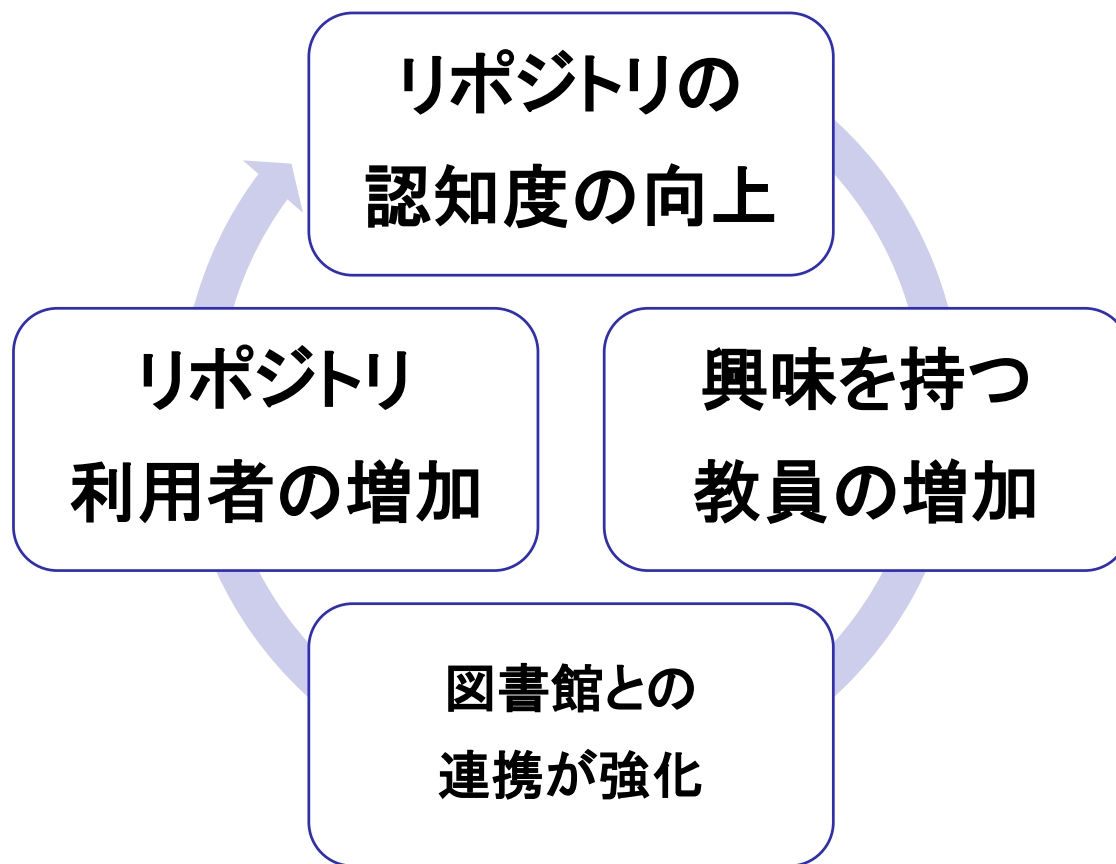 リポジトリの
認知度の向上
リポジトリ
利用者の増加
興味を持つ
教員の増加
図書館との
連携が強化